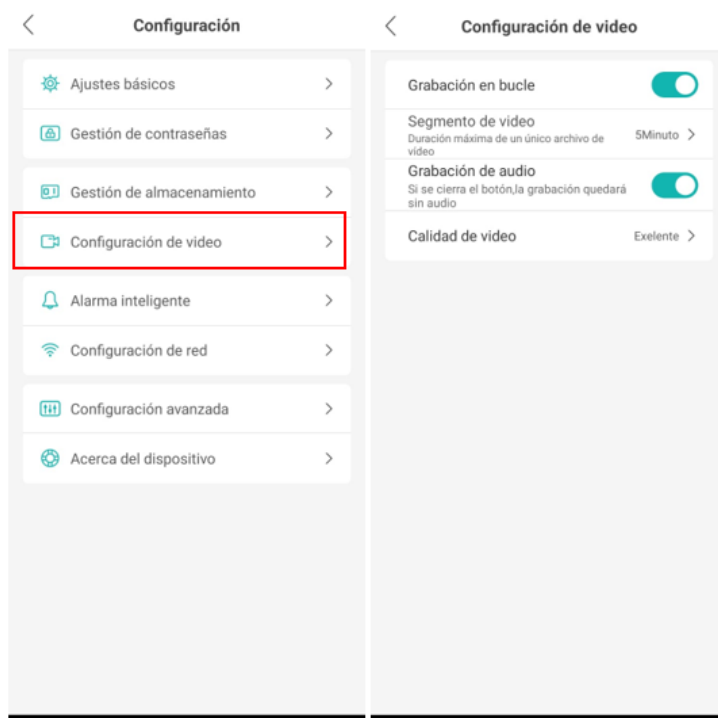 Configuración
Ajustes básicos
Gestión de contraseñas
Gestión de almacenamiento
Configuración de video
Alarma inteligente
Configuración de red
Configuración avanzada
Acerca del dispositivo
Configuración de video
Grabación en bucle
Segmento de video
Duración máxima de un único archivo de
video
5Minuto
Grabación de audio
Si se cierra el botón,la grabación quedará
sin audio
Calidad de video
Exelente